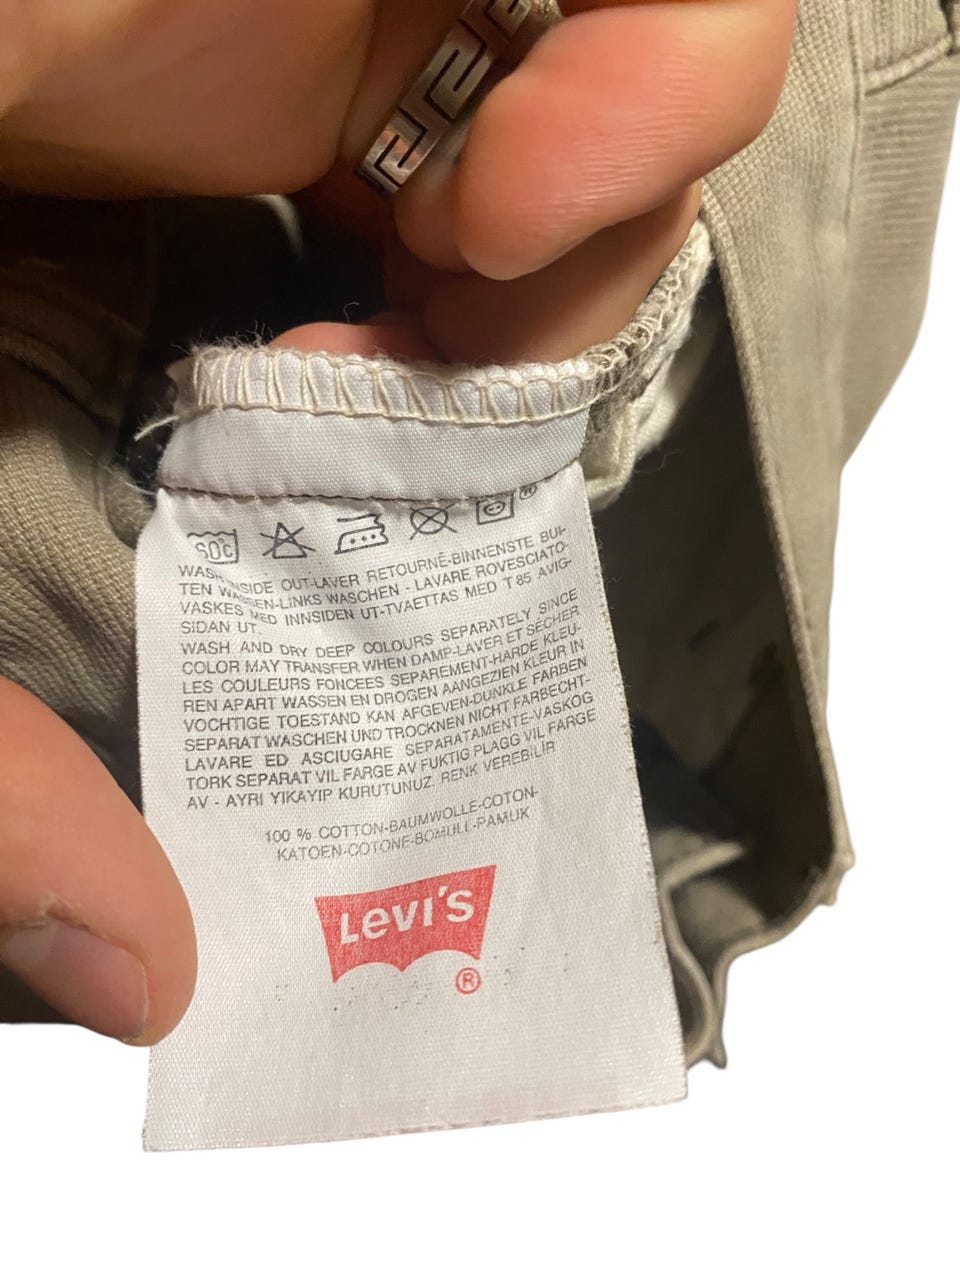 50c
®
WASH INSIDE OUT-LAVER RETOURNÉ-BINNENSTE BUI-
TEN WASSEN-LINKS WASCHEN - LAVARE ROVESCIATO-
VASKES MED INNSIDEN UT-TVAETTAS MED T 85 AVIG-
SIDAN UT.
WASH AND DRY DEEP COLOURS SEPARATELY SINCE
COLOR MAY TRANSFER WHEN DAMP-LAVER ET SÉCHER
LES COULEURS FONCEES SEPAREMENT-HARDE KLEU-
REN APART WASSEN EN DROGEN AANGEZIEN KLEUR IN
VOCHTIGE TOESTAND KAN AFGEVEN-DUNKLE FARBEN
SEPARAT WASCHEN UND TROCKNEN NICHT FARBECHT-
LAVARE ED ASCIUGARE SEPARATAMENTE-VASKOG
TORK SEPARAT VIL FARGE AV FUKTIG PLAGG VIL FARGE
AV - AYRI YIKAYIP KURUTUNUZ. RENK VEREBİLİR
100 % COTTON-BAUMWOLLE-COTON-
KATOEN-COTONE-BOMULL-PAMUK
Levi's
®